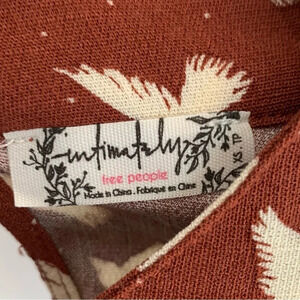 intimately
free people
Made in China . Fabriqué en Chine
XS TP